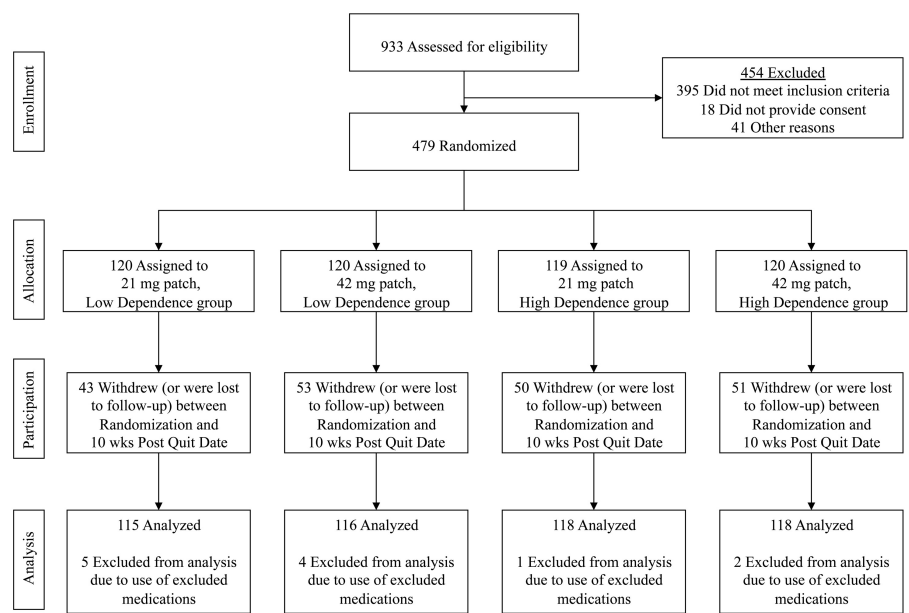 Enrollment
933 Assessed for eligibility
454 Excluded
395 Did not meet inclusion criteria
18 Did not provide consent
41 Other reasons
479 Randomized
Allocation
120 Assigned to
21 mg patch,
Low Dependence group
120 Assigned to
42 mg patch,
Low Dependence group
119 Assigned to
21 mg patch
High Dependence group
120 Assigned to
42 mg patch,
High Dependence group
Participation
43 Withdrew (or were lost
to follow-up) between
Randomization and
10 wks Post Quit Date
53 Withdrew (or were lost
to follow-up) between
Randomization and
10 wks Post Quit Date
50 Withdrew (or were lost
to follow-up) between
Randomization and
10 wks Post Quit Date
51 Withdrew (or were lost
to follow-up) between
Randomization and
10 wks Post Quit Date
Analysis
115 Analyzed
5 Excluded from analysis
due to use of excluded
medications
116 Analyzed
4 Excluded from analysis
due to use of excluded
medications
118 Analyzed
1 Excluded from analysis
due to use of excluded
medications
118 Analyzed
2 Excluded from analysis
due to use of excluded
medications